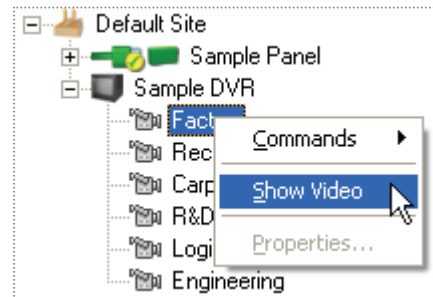 Default Site
Sample Panel
Sample DVR
Commands
Show Video
R&D
Properties...
Engineering